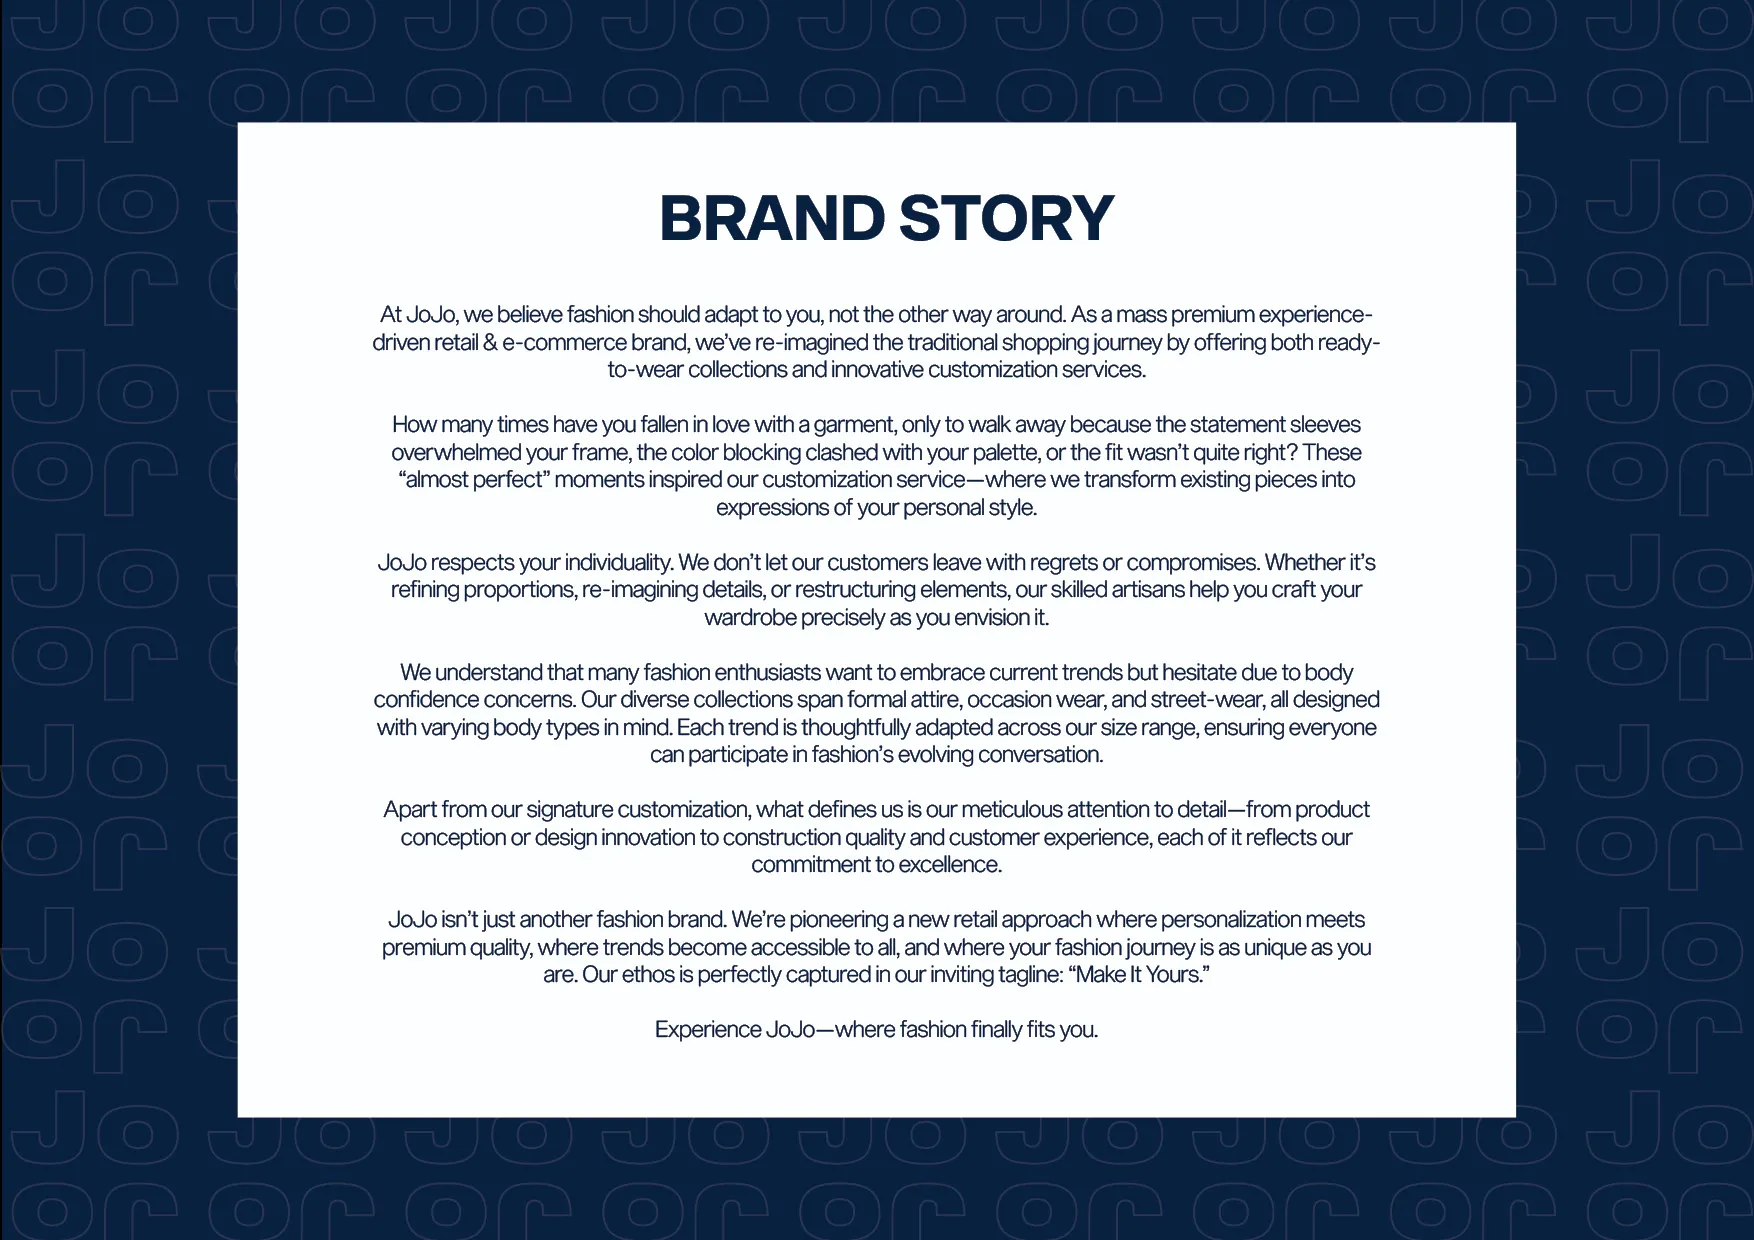 BRAND STORY
At JoJo, we believe fashion should adapt to you, not the other way around. As a mass premium experience-
driven retail & e-commerce brand, we’ve re-imagined the traditional shopping journey by offering both ready-
to-wear collections and innovative customization services.
How many times have you fallen in love with a garment, only to walk away because the statement sleeves
overwhelmed your frame, the color blocking clashed with your palette, or the fit wasn’t quite right? These
“almost perfect” moments inspired our customization service—where we transform existing pieces into
expressions of your personal style.
JoJo respects your individuality. We don’t let our customers leave with regrets or compromises. Whether it’s
refining proportions, re-imagining details, or restructuring elements, our skilled artisans help you craft your
wardrobe precisely as you envision it.
We understand that many fashion enthusiasts want to embrace current trends but hesitate due to body
confidence concerns. Our diverse collections span formal attire, occasion wear, and street-wear, all designed
with varying body types in mind. Each trend is thoughtfully adapted across our size range, ensuring everyone
can participate in fashion’s evolving conversation.
Apart from our signature customization, what defines us is our meticulous attention to detail—from product
conception or design innovation to construction quality and customer experience, each of it reflects our
commitment to excellence.
JoJo isn’t just another fashion brand. We’re pioneering a new retail approach where personalization meets
premium quality, where trends become accessible to all, and where your fashion journey is as unique as you
are. Our ethos is perfectly captured in our inviting tagline: “Make It Yours.”
Experience JoJo—where fashion finally fits you.